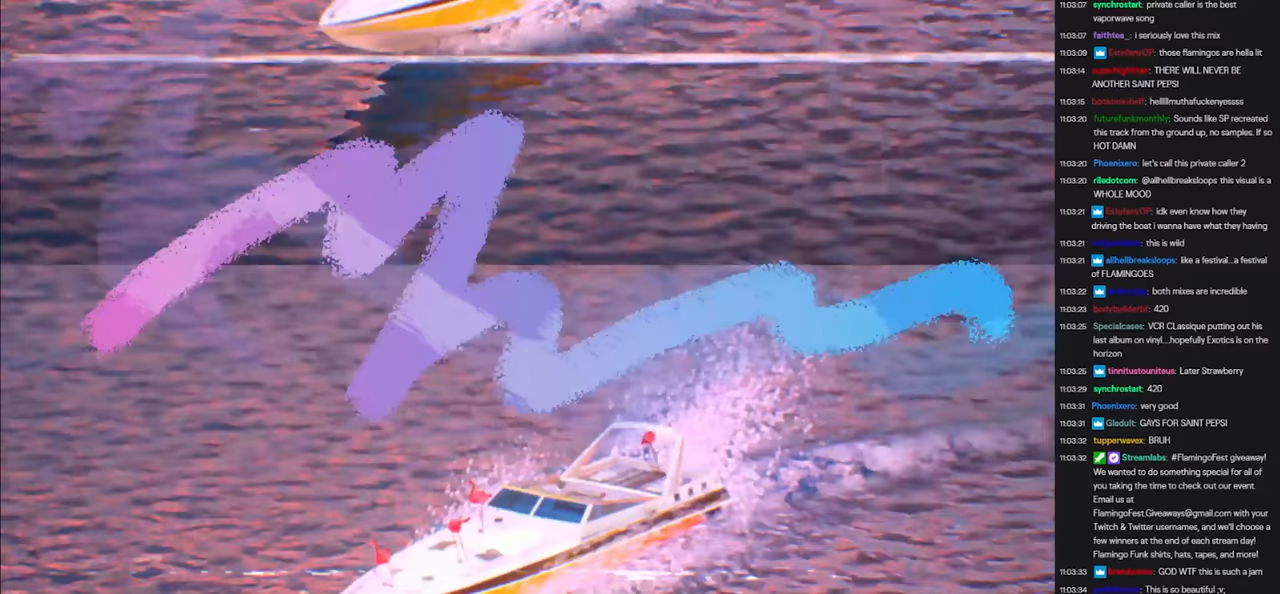 11:03:07 synchrostart: private caller is the best
vaporwave song
11:03:07 faithtea_: i seriously love this mix
11:03:09 EstefanyOP: those flamingos are hella lit
11:03:14 THERE WILL NEVER BE
ANOTHER SAINT PEPSI
11:03:15 hellllllmuthafuckenyessss
11:03:20 futurefunkmonthly: Sounds like SP recreated
this track from the ground up, no samples. If so
HOT DAMN
11:03:20 Phoenixero: let's call this private caller 2
11:03:20 riledotcom: @allhellbreaksloops this visual is a
WHOLE MOOD
11:03:21 EstefanyOP: idk even know how they
driving the boat i wanna have what they having
11:03:21 this is wild
11:03:21 allhellbreaksloops: like a festival...a festival
of FLAMINGOES
11:03:22 both mixes are incredible
11:03:23 bodybuilderbf: 420
11:03:25 Specialcases: VCR CLassique putting out his
last album on vinyl....hopefully Exotics is on the
horizon
11:03:25 tinnitustouniteus: Later Strawberry
11:03:29 synchrostart: 420
11:03:31 Phoenixero: very good
11:03:31 Gladult: GAYS FOR SAINT PEPSI
11:03:32 tupperwavex: BRUH
11:03:32 Streamlabs: #FlamingoFest giveaway!
We wanted to do something special for all of
you taking the time to check out our event.
Email us at
FlamingoFest.Giveaways@gmail.com with your
Twitch & Twitter usernames, and we'll choose a
few winners at the end of each stream day!
Flamingo Funk shirts, hats, tapes, and more!
11:03:33 GOD WTF this is such a jam
11:03:34 This is so beautiful ;v;